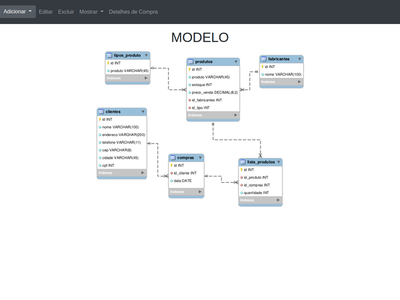 Adicionar Editar Excluir Mostrar Detalhes de Compra
MODELO
tipos_produto
id INT
produto VARCHAR(45)
Indexes
produtos
id INT
produto VARCHAR(45)
estoque INT
preco_venda DECIMAL(8,2)
id_fabricantes INT
id_tipo INT
Indexes
fabricantes
id INT
nome VARCHAR(100)
Indexes
clientes
id INT
nome VARCHAR(100)
endereco VARCHAR(200)
telefone VARCHAR(11)
cep VARCHAR(8)
cidade VARCHAR(45)
cpf INT
Indexes
compras
id INT
id_cliente INT
data DATE
Indexes
lista_produtos
id INT
id_produto INT
id_compras INT
quantidade INT
Indexes